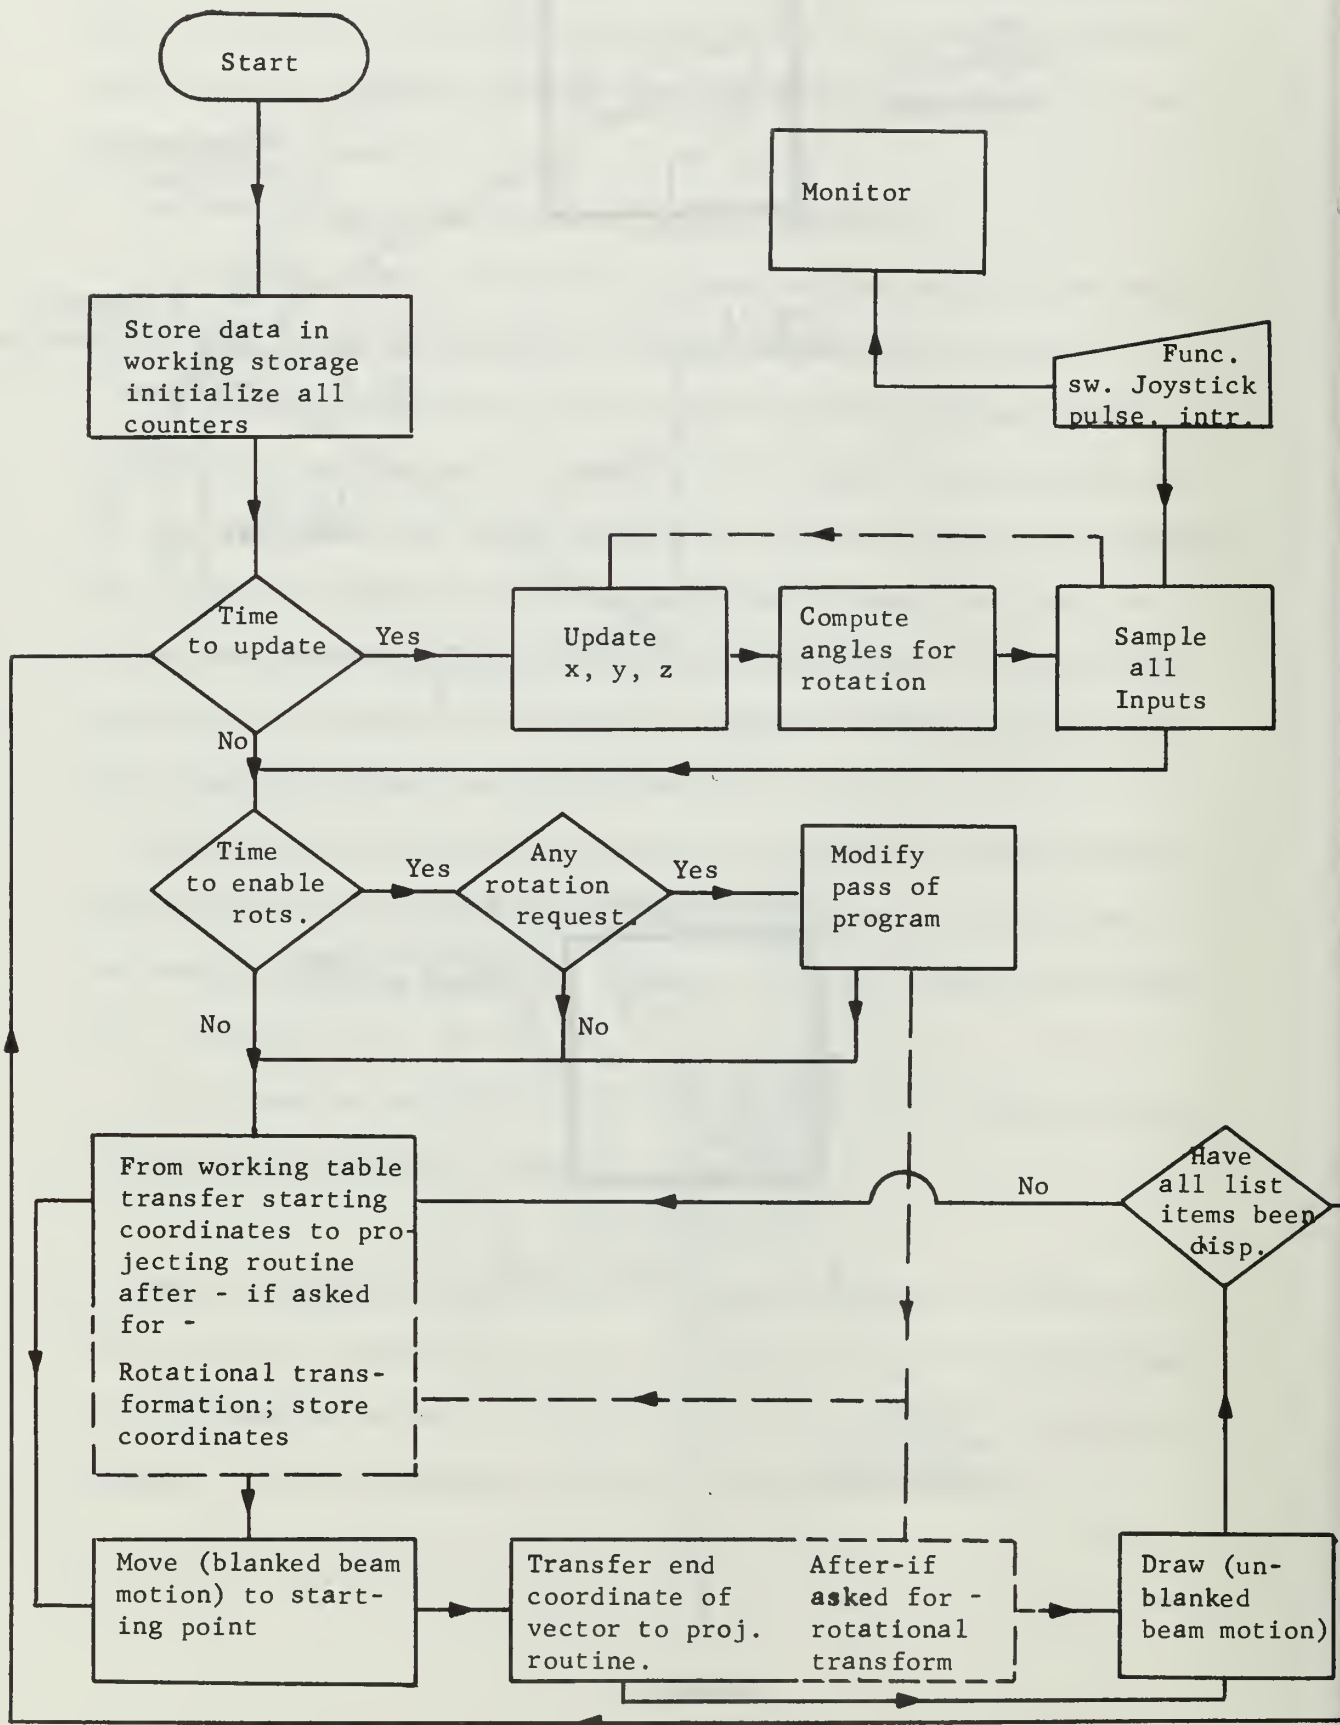 Start
Monitor
Store data in
working storage
initialize all
counters
Func.
sw. Joystick
pulse. intr.
Time
to update
Yes
No
Update
x, y, z
Compute
angles for
rotation
Sample
all
Inputs
Time
to enable
rots.
Yes
No
Any
rotation
request.
Yes
No
Modify
pass of
program
From working table
transfer starting
coordinates to pro-
jecting routine
after - if asked
for -
Rotational trans-
formation; store
coordinates
No
Have
all list
items been
disp.
Move (blanked beam
motion) to start-
ing point
Transfer end
coordinate of
vector to proj.
routine.
After-if
asked for -
rotational
transform
Draw (un-
blanked
beam motion)